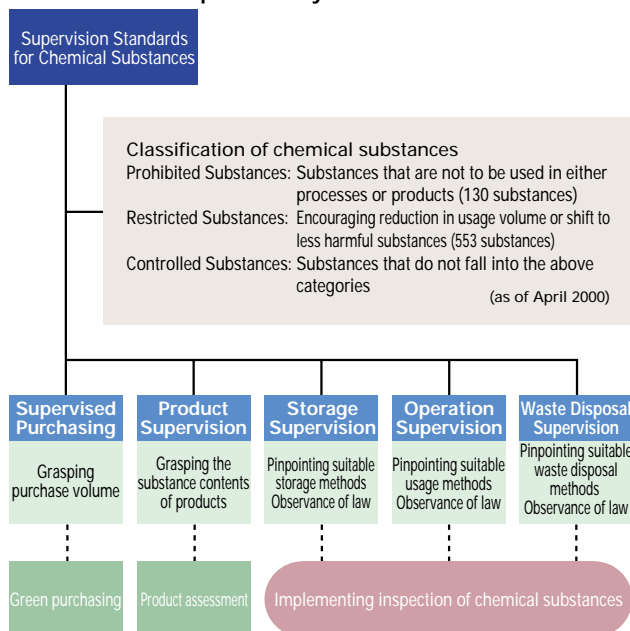 Supervision Standards
for Chemical Substances
Classification of chemical substances
Prohibited Substances: Substances that are not to be used in either
processes or products (130 substances)
Restricted Substances: Encouraging reduction in usage volume or shift to
less harmful substances (553 substances)
Controlled Substances: Substances that do not fall into the above
categories
(as of April 2000)
Supervised
Purchasing
Grasping
purchase volume
Green purchasing
Product
Supervision
Grasping the
substance contents
of products
Product assessment
Storage
Supervision
Pinpointing suitable
storage methods
Observance of law
Operation
Supervision
Pinpointing suitable
usage methods
Observance of law
Waste Disposal
Supervision
Pinpointing suitable
waste disposal
methods
Observance of law
Implementing inspection of chemical substances